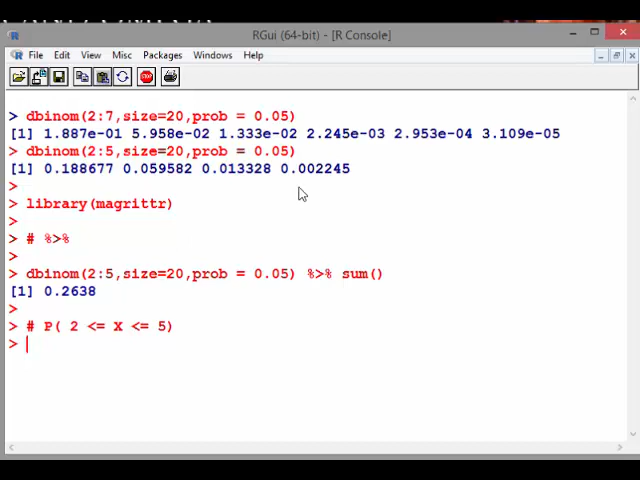 RGui (64-bit) - [R Console]
File Edit View Misc Packages Windows Help
STOP
> dbinom(2:7,size=20,prob = 0.05)
[1] 1.887e-01 5.958e-02 1.333e-02 2.245e-03 2.953e-04 3.109e-05
> dbinom(2:5,size=20,prob = 0.05)
[1] 0.188677 0.059582 0.013328 0.002245
>
> library(magrittr)
>
> # %>%
>
> dbinom(2:5,size=20,prob = 0.05) %>% sum()
[1] 0.2638
>
> # P( 2 <= X <= 5)
>